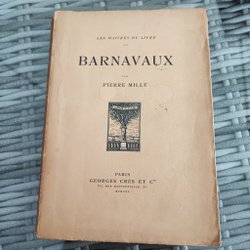 LES MAITRES DU LIVRE
BARNAVAUX
PAR
PIERRE MILLE
PARIS
GEORGES CRÈS ET Cie